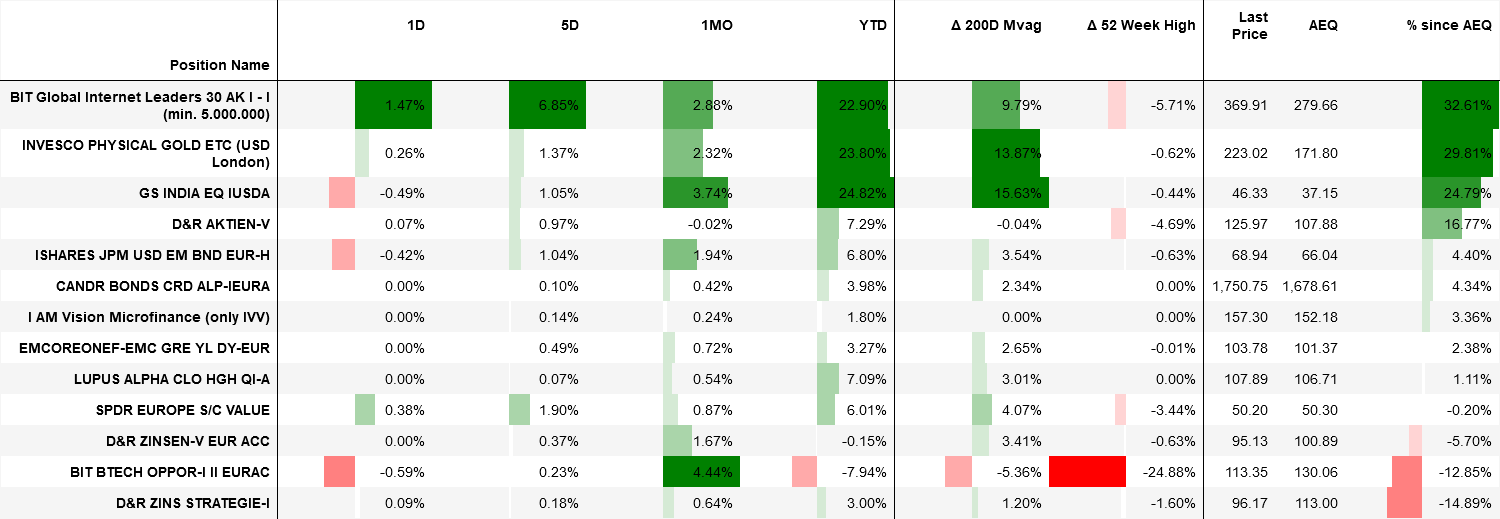 Position Name 1D 5D 1MO YTD Δ 200D Mvag Δ 52 Week High Last Price AEQ % since AEQ
BIT Global Internet Leaders 30 AK I - I (min. 5.000.000) 1.47% 6.85% 2.88% 22.90% 9.79% -5.71% 369.91 279.66 32.61%
INVESCO PHYSICAL GOLD ETC (USD London) 0.26% 1.37% 2.32% 23.80% 13.87% -0.62% 223.02 171.80 29.81%
GS INDIA EQ IUSDA -0.49% 1.05% 3.74% 24.82% 15.63% -0.44% 46.33 37.15 24.79%
D&R AKTIEN-V 0.07% 0.97% -0.02% 7.29% -0.04% -4.69% 125.97 107.88 16.77%
ISHARES JPM USD EM BND EUR-H -0.42% 1.04% 1.94% 6.80% 3.54% -0.63% 68.94 66.04 4.40%
CANDR BONDS CRD ALP-IEURA 0.00% 0.10% 0.42% 3.98% 2.34% 0.00% 1,750.75 1,678.61 4.34%
I AM Vision Microfinance (only IVV) 0.00% 0.14% 0.24% 1.80% 0.00% 0.00% 157.30 152.18 3.36%
EMCOREONEF-EMC GRE YL DY-EUR 0.00% 0.49% 0.72% 3.27% 2.65% -0.01% 103.78 101.37 2.38%
LUPUS ALPHA CLO HGH QI-A 0.00% 0.07% 0.54% 7.09% 3.01% 0.00% 107.89 106.71 1.11%
SPDR EUROPE S/C VALUE 0.38% 1.90% 0.87% 6.01% 4.07% -3.44% 50.20 50.30 -0.20%
D&R ZINSEN-V EUR ACC 0.00% 0.37% 1.67% -0.15% 3.41% -0.63% 95.13 100.89 -5.70%
BIT BTECH OPPOR-I II EURAC -0.59% 0.23% 4.44% -7.94% -5.36% -24.88% 113.35 130.06 -12.85%
D&R ZINS STRATEGIE-I 0.09% 0.18% 0.64% 3.00% 1.20% -1.60% 96.17 113.00 -14.89%